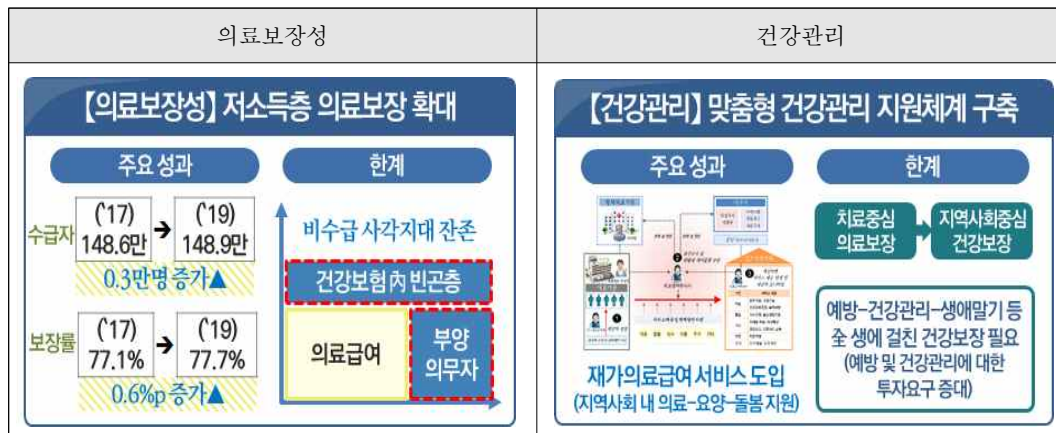 의료보장성
건강관리
【의료보장성】 저소득층 의료보장 확대
주요 성과
한계
수급자
('17)
148.6만
➔
('19)
148.9만
0.3만명 증가▲
보장률
('17)
77.1%
➔
('19)
77.7%
0.6%p 증가▲
비수급 사각지대 잔존
건강보험 內 빈곤층
의료급여
부양
의무자
【건강관리】 맞춤형 건강관리 지원체계 구축
주요 성과
한계
재가의료급여 서비스 도입
(지역사회 내 의료-요양-돌봄 지원)
치료중심
의료보장
지역사회중심
건강보장
예방-건강관리-생애말기 등
全 생에 걸친 건강보장 필요
(예방 및 건강관리에 대한
투자요구 증대)